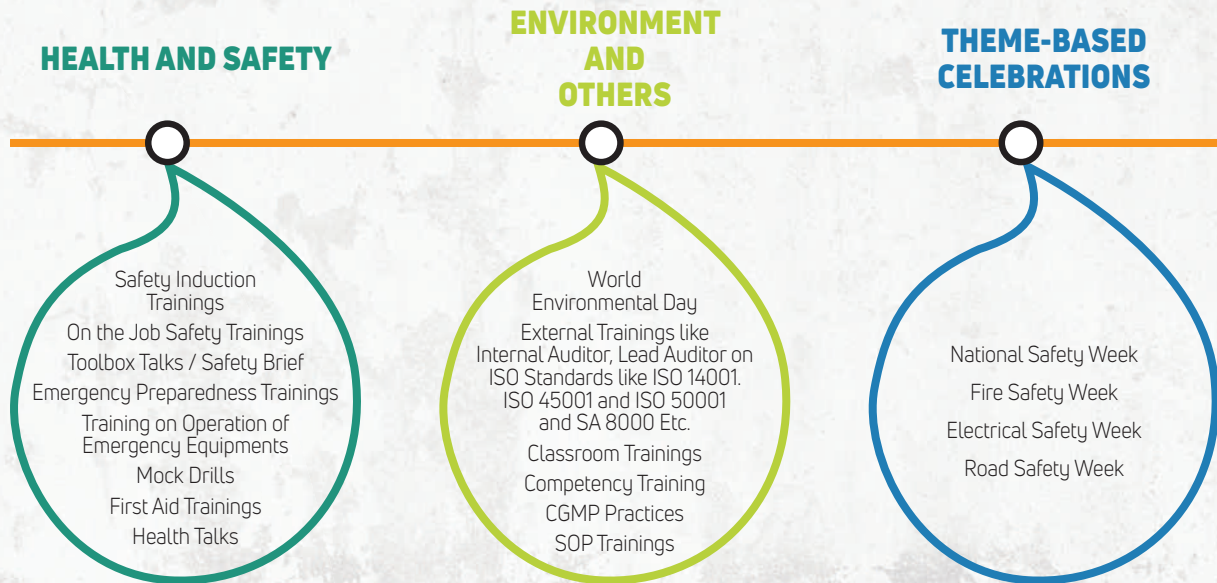 HEALTH AND SAFETY
Safety Induction
Trainings
On the Job Safety Trainings
Toolbox Talks / Safety Brief
Emergency Preparedness Trainings
Training on Operation of
Emergency Equipments
Mock Drills
First Aid Trainings
Health Talks
ENVIRONMENT
AND
OTHERS
World
Environmental Day
External Trainings like
Internal Auditor, Lead Auditor on
ISO Standards like ISO 14001.
ISO 45001 and ISO 50001
and SA 8000 Etc.
Classroom Trainings
Competency Training
CGMP Practices
SOP Trainings
THEME-BASED
CELEBRATIONS
National Safety Week
Fire Safety Week
Electrical Safety Week
Road Safety Week